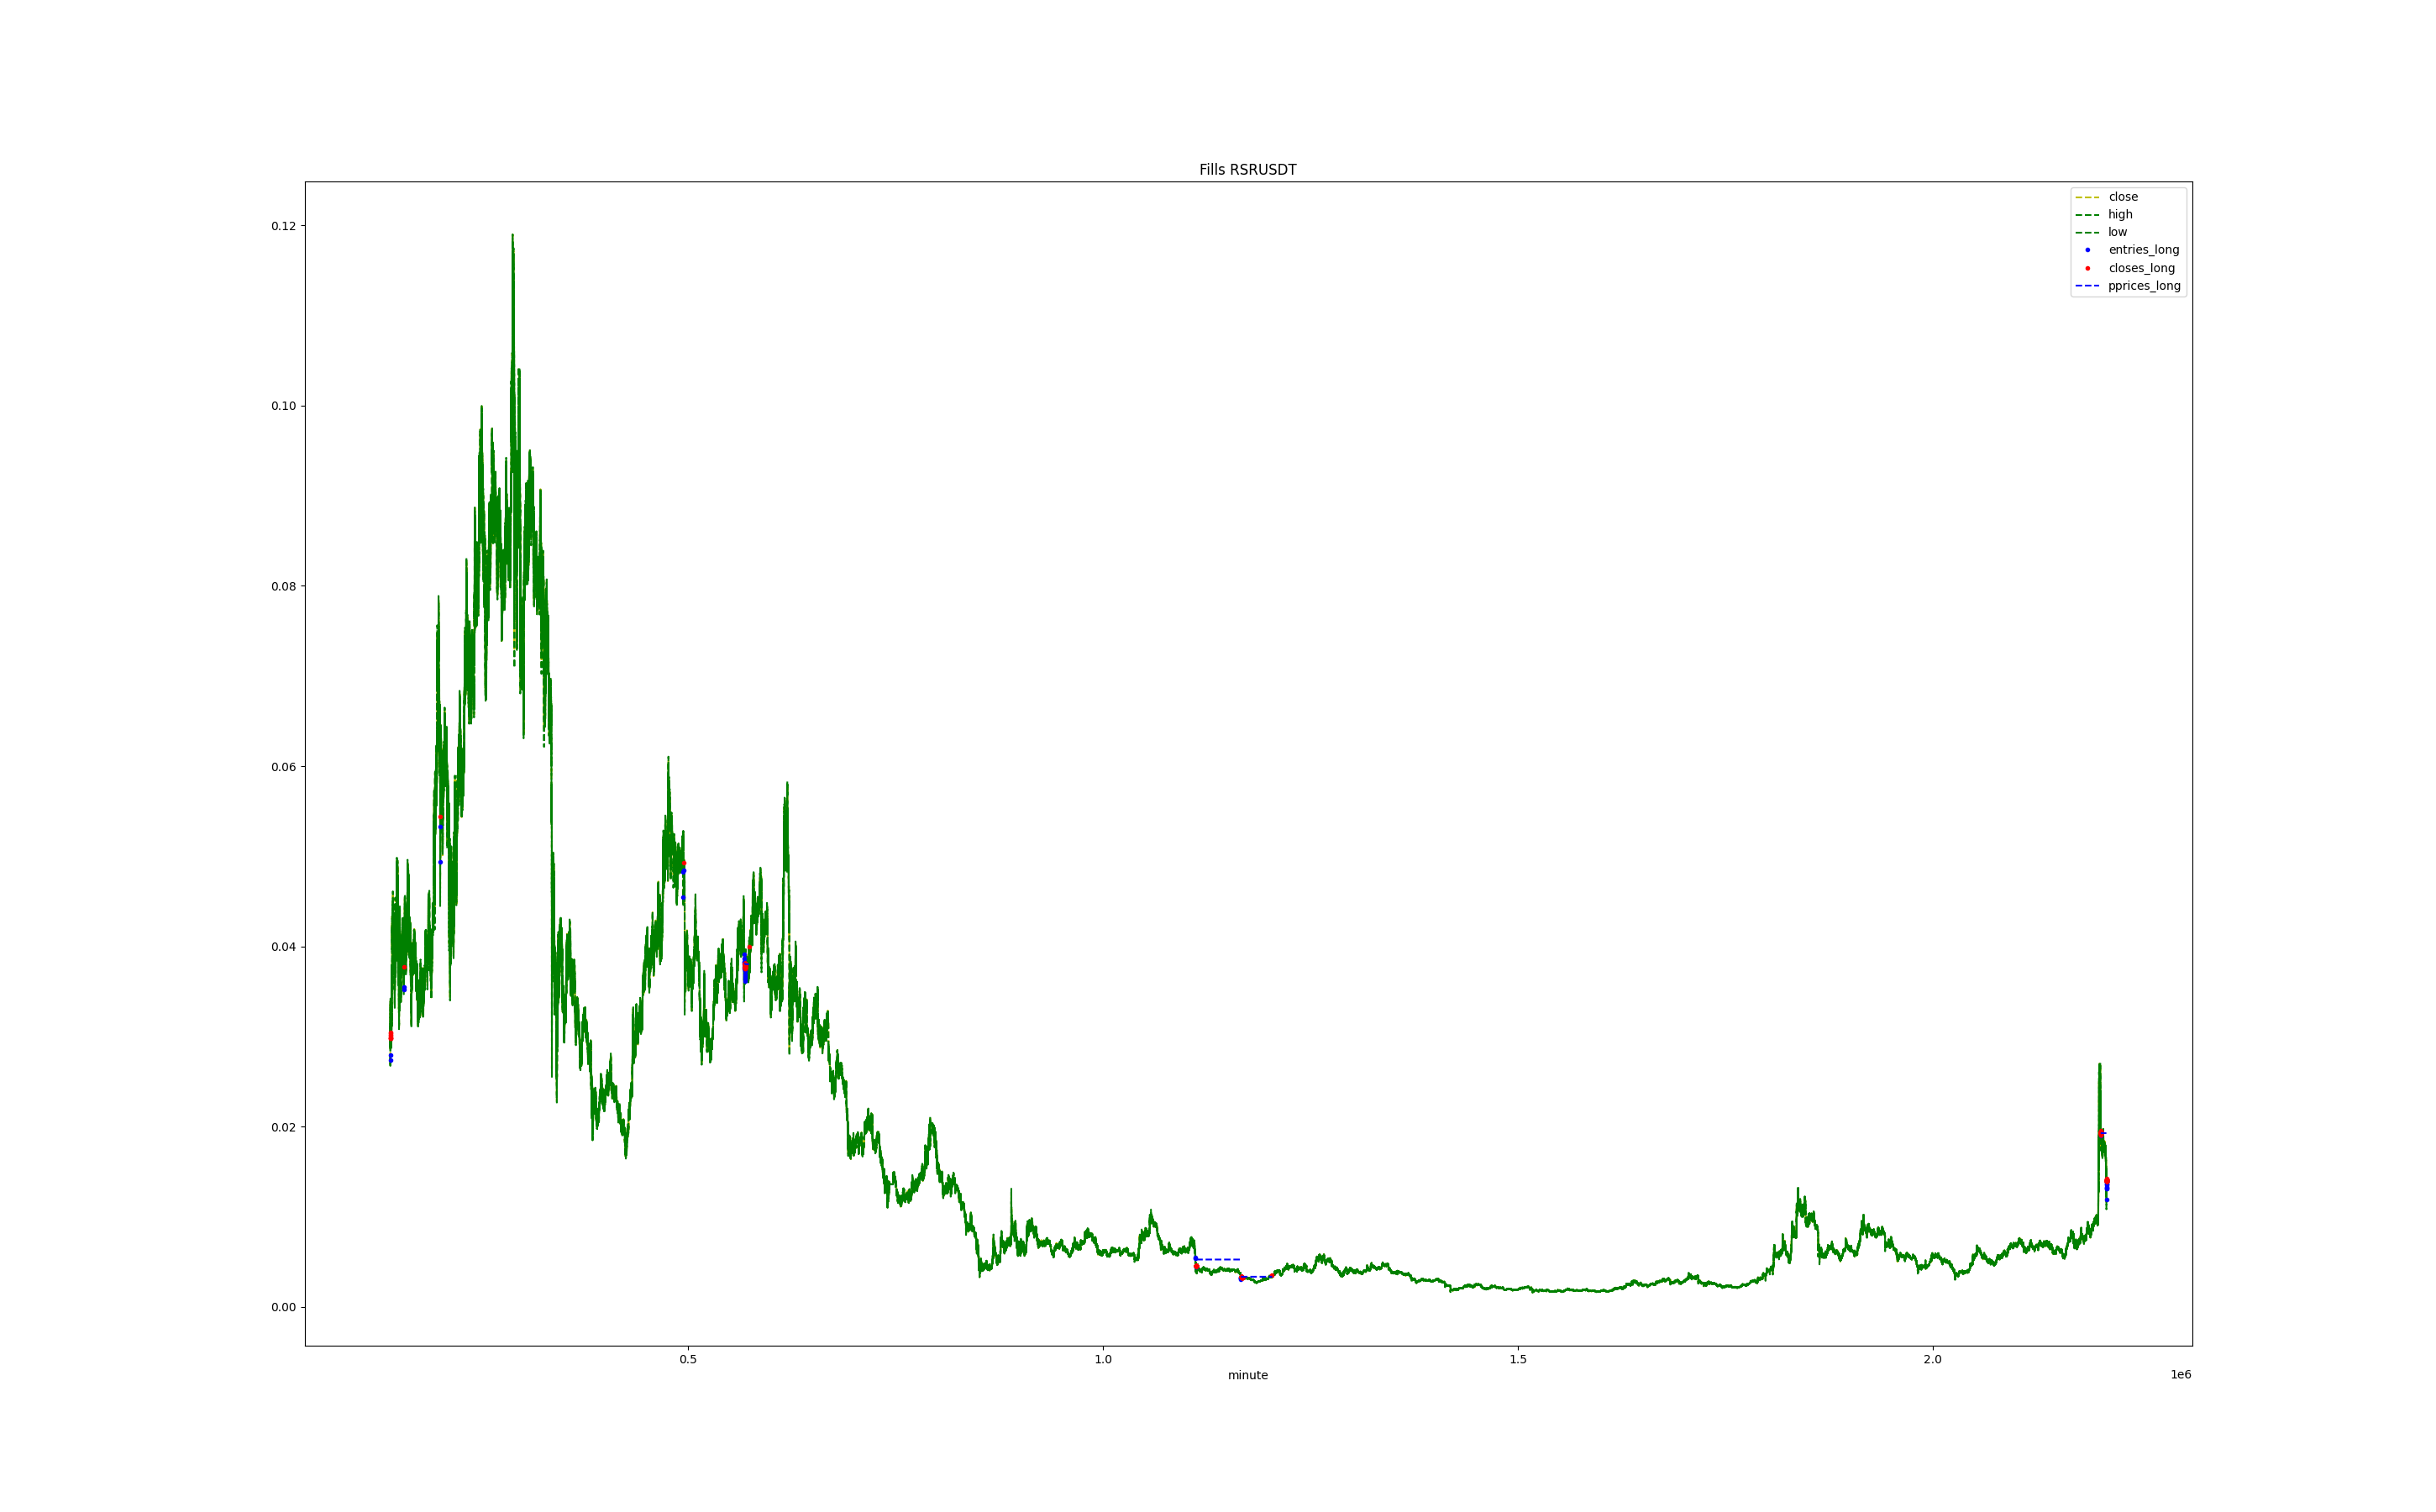 Fills RSRUSDT
close
high
low
entries_long
closes_long
pprices_long
0.12
0.10
0.08
0.06
0.04
0.02
0.00
0.5
1.0
1.5
2.0
minute
1e6